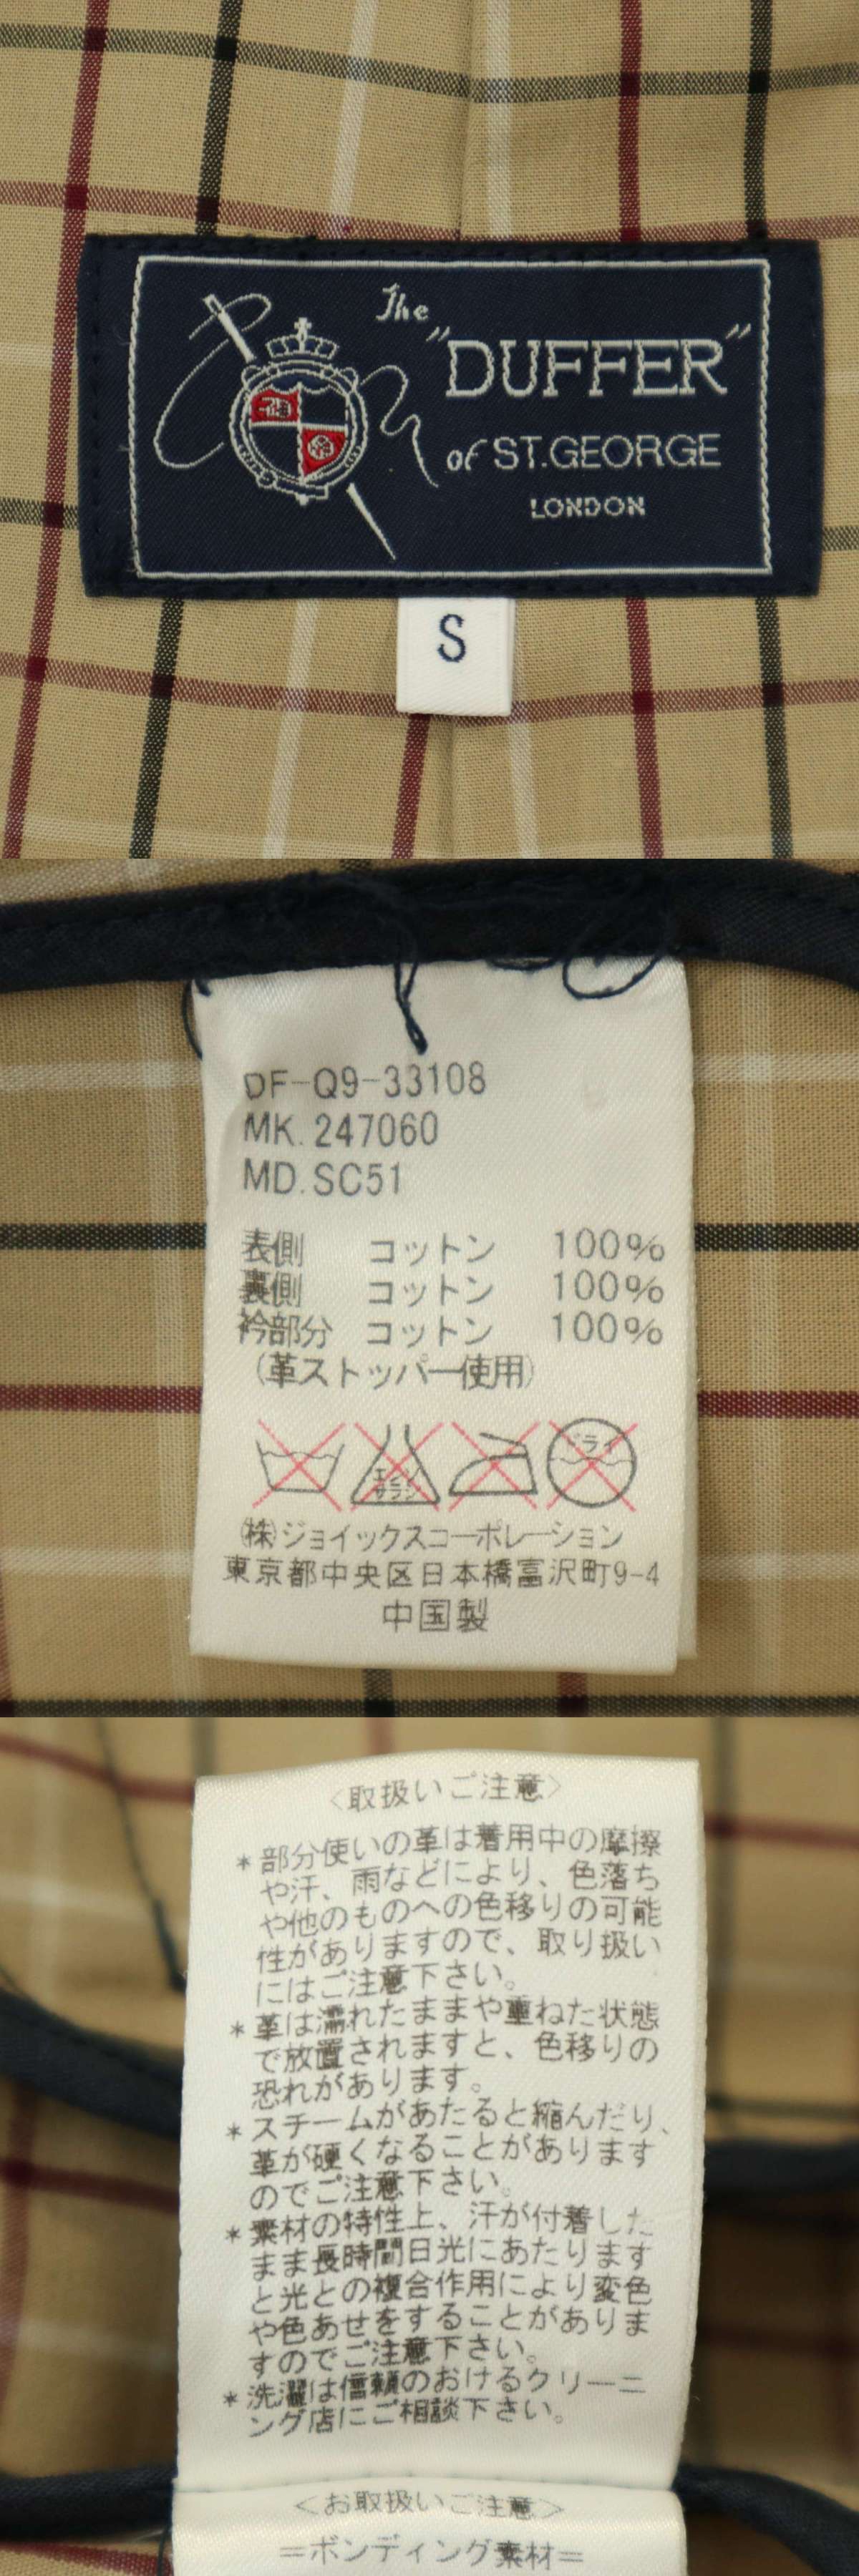 The
"DUFFER"
of ST.GEORGE
LONDON
S
DF-Q9-33108
MK.247060
MD.SC51
表側 コットン 100%
裏側 コットン 100%
衿部分 コットン 100%
(革ストッパー使用)
エンソ
サラシ
ドライ
㈱ジョイックスコーポレーション
東京都中央区日本橋富沢町9-4
中国製
<取扱いご注意>
*部分使いの革は着用中の摩擦
や汗、雨などにより、色落ち
や他のものへの色移りの可能
性がありますので、取り扱い
にはご注意下さい。
*革は濡れたままや重ねた状態
で放置されますと、色移りの
恐れがあります。
*スチームがあたると縮んだり、
革が硬くなることがあります
のでご注意下さい。
*素材の特性上、汗が付着した
まま長時間日光にあたります
と光との複合作用により変色
や色あせをすることがありま
すのでご注意下さい。
*洗濯は信頼のおけるクリーニ
ング店にご相談下さい。
<お取扱いご注意>
=ボンディング素材=